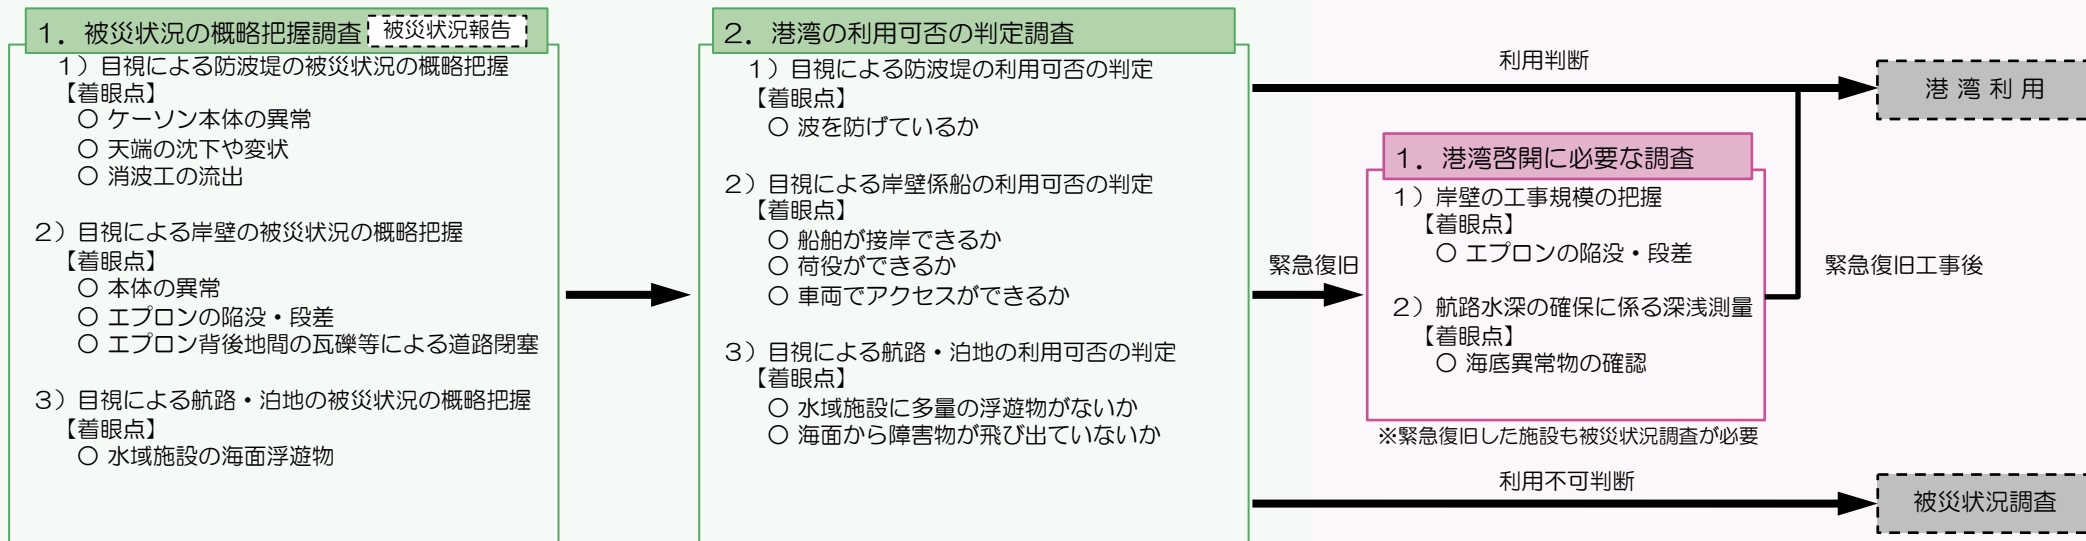 1．被災状況の概略把握調査
被災状況報告
1）目視による防波堤の被災状況の概略把握
【着眼点】
○ ケーソン本体の異常
○ 天端の沈下や変状
○ 消波工の流出
2）目視による岸壁の被災状況の概略把握
【着眼点】
○ 本体の異常
○ エプロンの陥没・段差
○ エプロン背後地間の瓦礫等による道路閉塞
3）目視による航路・泊地の被災状況の概略把握
【着眼点】
○ 水域施設の海面浮遊物
2．港湾の利用可否の判定調査
1）目視による防波堤の利用可否の判定
【着眼点】
○ 波を防げているか
2）目視による岸壁係船の利用可否の判定
【着眼点】
○ 船舶が接岸できるか
○ 荷役ができるか
○ 車両でアクセスができるか
3）目視による航路・泊地の利用可否の判定
【着眼点】
○ 水域施設に多量の浮遊物がないか
○ 海面から障害物が飛び出ていないか
利用判断
港 湾 利 用
緊急復旧
1．港湾啓開に必要な調査
1）岸壁の工事規模の把握
【着眼点】
○ エプロンの陥没・段差
2）航路水深の確保に係る深浅測量
【着眼点】
○ 海底異常物の確認
※緊急復旧した施設も被災状況調査が必要
緊急復旧工事後
利用不可判断
被災状況調査